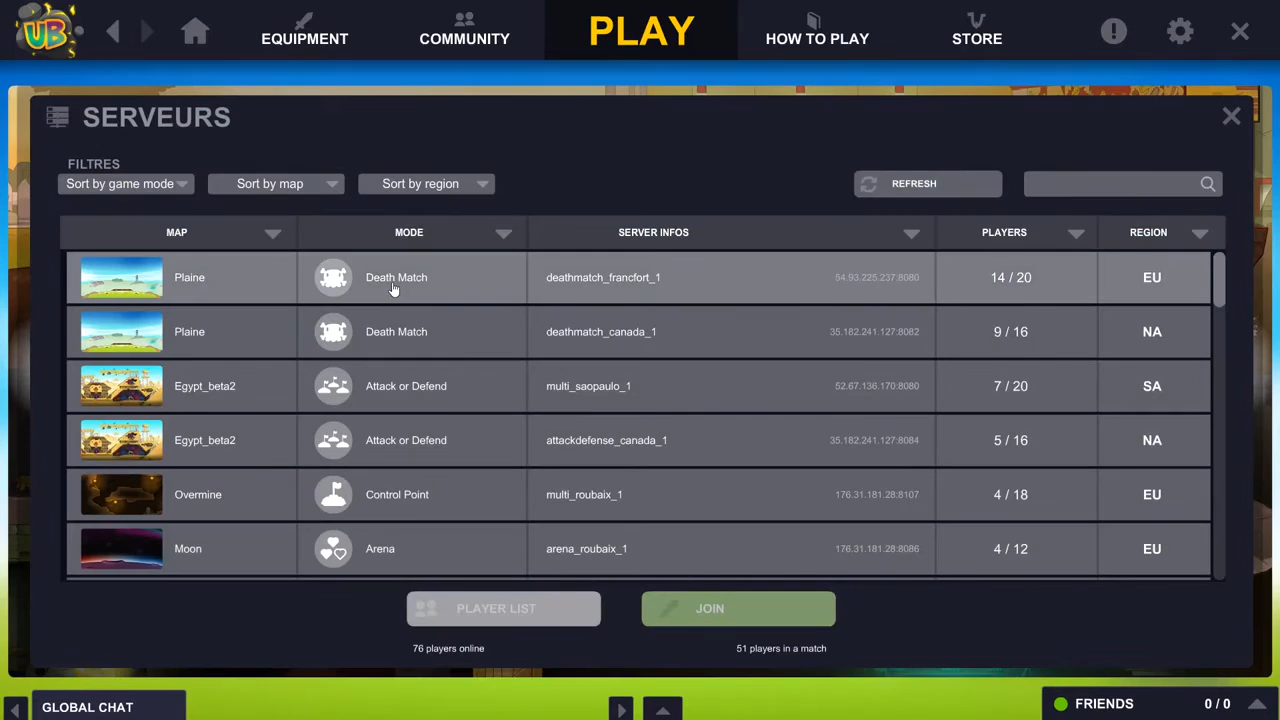 UB
EQUIPMENT
COMMUNITY
PLAY
HOW TO PLAY
STORE
SERVEURS
FILTRES
Sort by game mode
Sort by map
Sort by region
REFRESH
MAP MODE SERVER INFOS PLAYERS REGION
Plaine Death Match deathmatch_francfort_1 54.93.225.237:8080 14 / 20 EU
Plaine Death Match deathmatch_canada_1 35.182.241.127:8082 9 / 16 NA
Egypt_beta2 Attack or Defend multi_saopaulo_1 52.67.136.170:8080 7 / 20 SA
Egypt_beta2 Attack or Defend attackdefense_canada_1 35.182.241.127:8084 5 / 16 NA
Overmine Control Point multi_roubaix_1 176.31.181.28:8107 4 / 18 EU
Moon Arena arena_roubaix_1 176.31.181.28:8086 4 / 12 EU
PLAYER LIST
JOIN
76 players online
51 players in a match
GLOBAL CHAT
FRIENDS 0 / 0